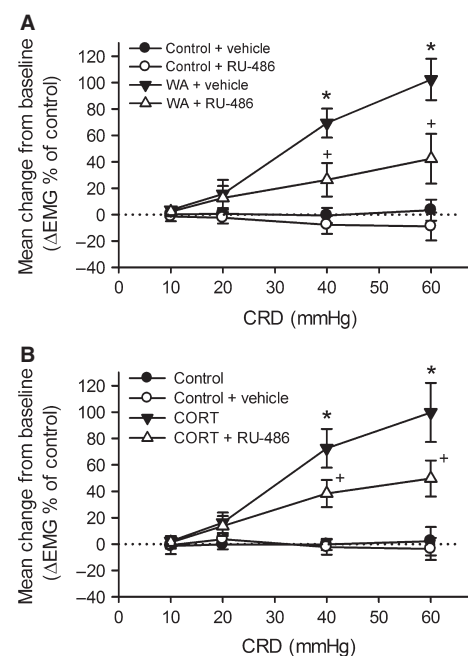 A
Mean change from baseline
(ΔEMG % of control)
120
100
80
60
40
20
0
−20
−40
Control + vehicle
Control + RU-486
WA + vehicle
WA + RU-486
*
*
+
+
0 10 20 30 40 50 60
CRD (mmHg)
B
Mean change from baseline
(ΔEMG % of control)
120
100
80
60
40
20
0
−20
−40
Control
Control + vehicle
CORT
CORT + RU-486
*
*
+
+
0 10 20 30 40 50 60
CRD (mmHg)